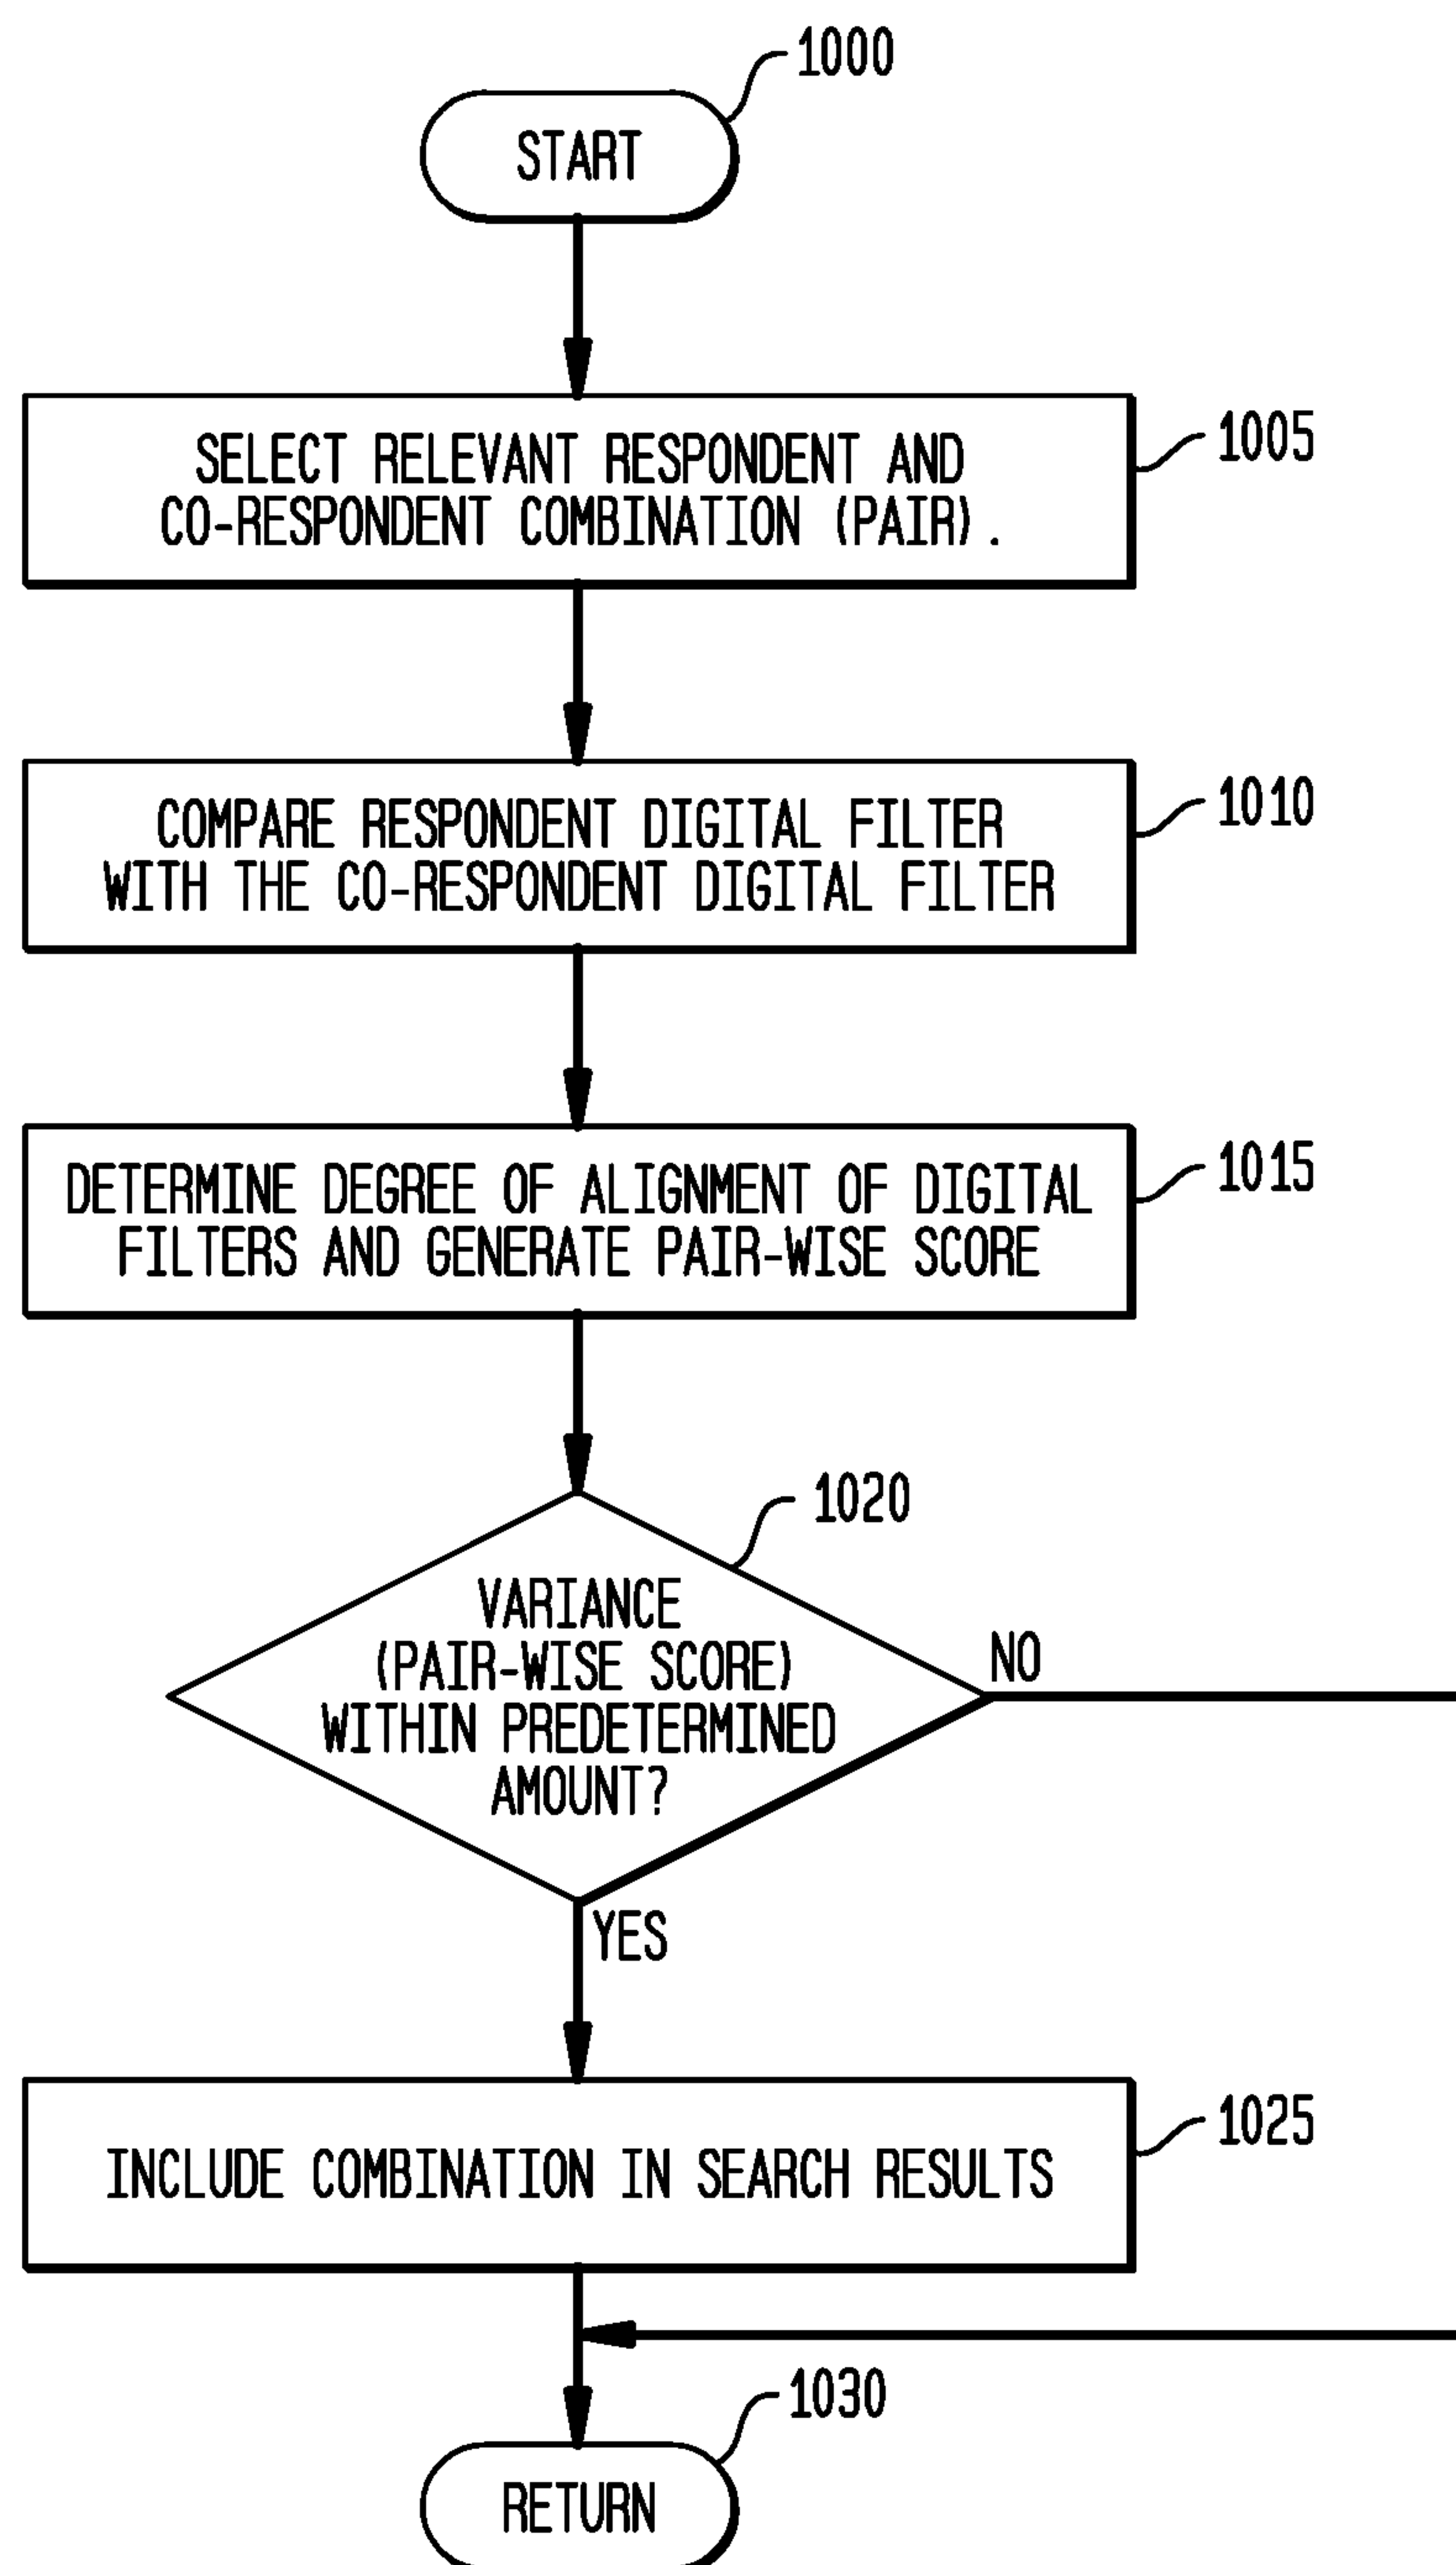 1000
START
SELECT RELEVANT RESPONDENT AND
CO-RESPONDENT COMBINATION (PAIR).
1005
COMPARE RESPONDENT DIGITAL FILTER
WITH THE CO-RESPONDENT DIGITAL FILTER
1010
DETERMINE DEGREE OF ALIGNMENT OF DIGITAL
FILTERS AND GENERATE PAIR-WISE SCORE
1015
1020
VARIANCE
(PAIR-WISE SCORE)
WITHIN PREDETERMINED
AMOUNT?
NO
YES
INCLUDE COMBINATION IN SEARCH RESULTS
1025
1030
RETURN